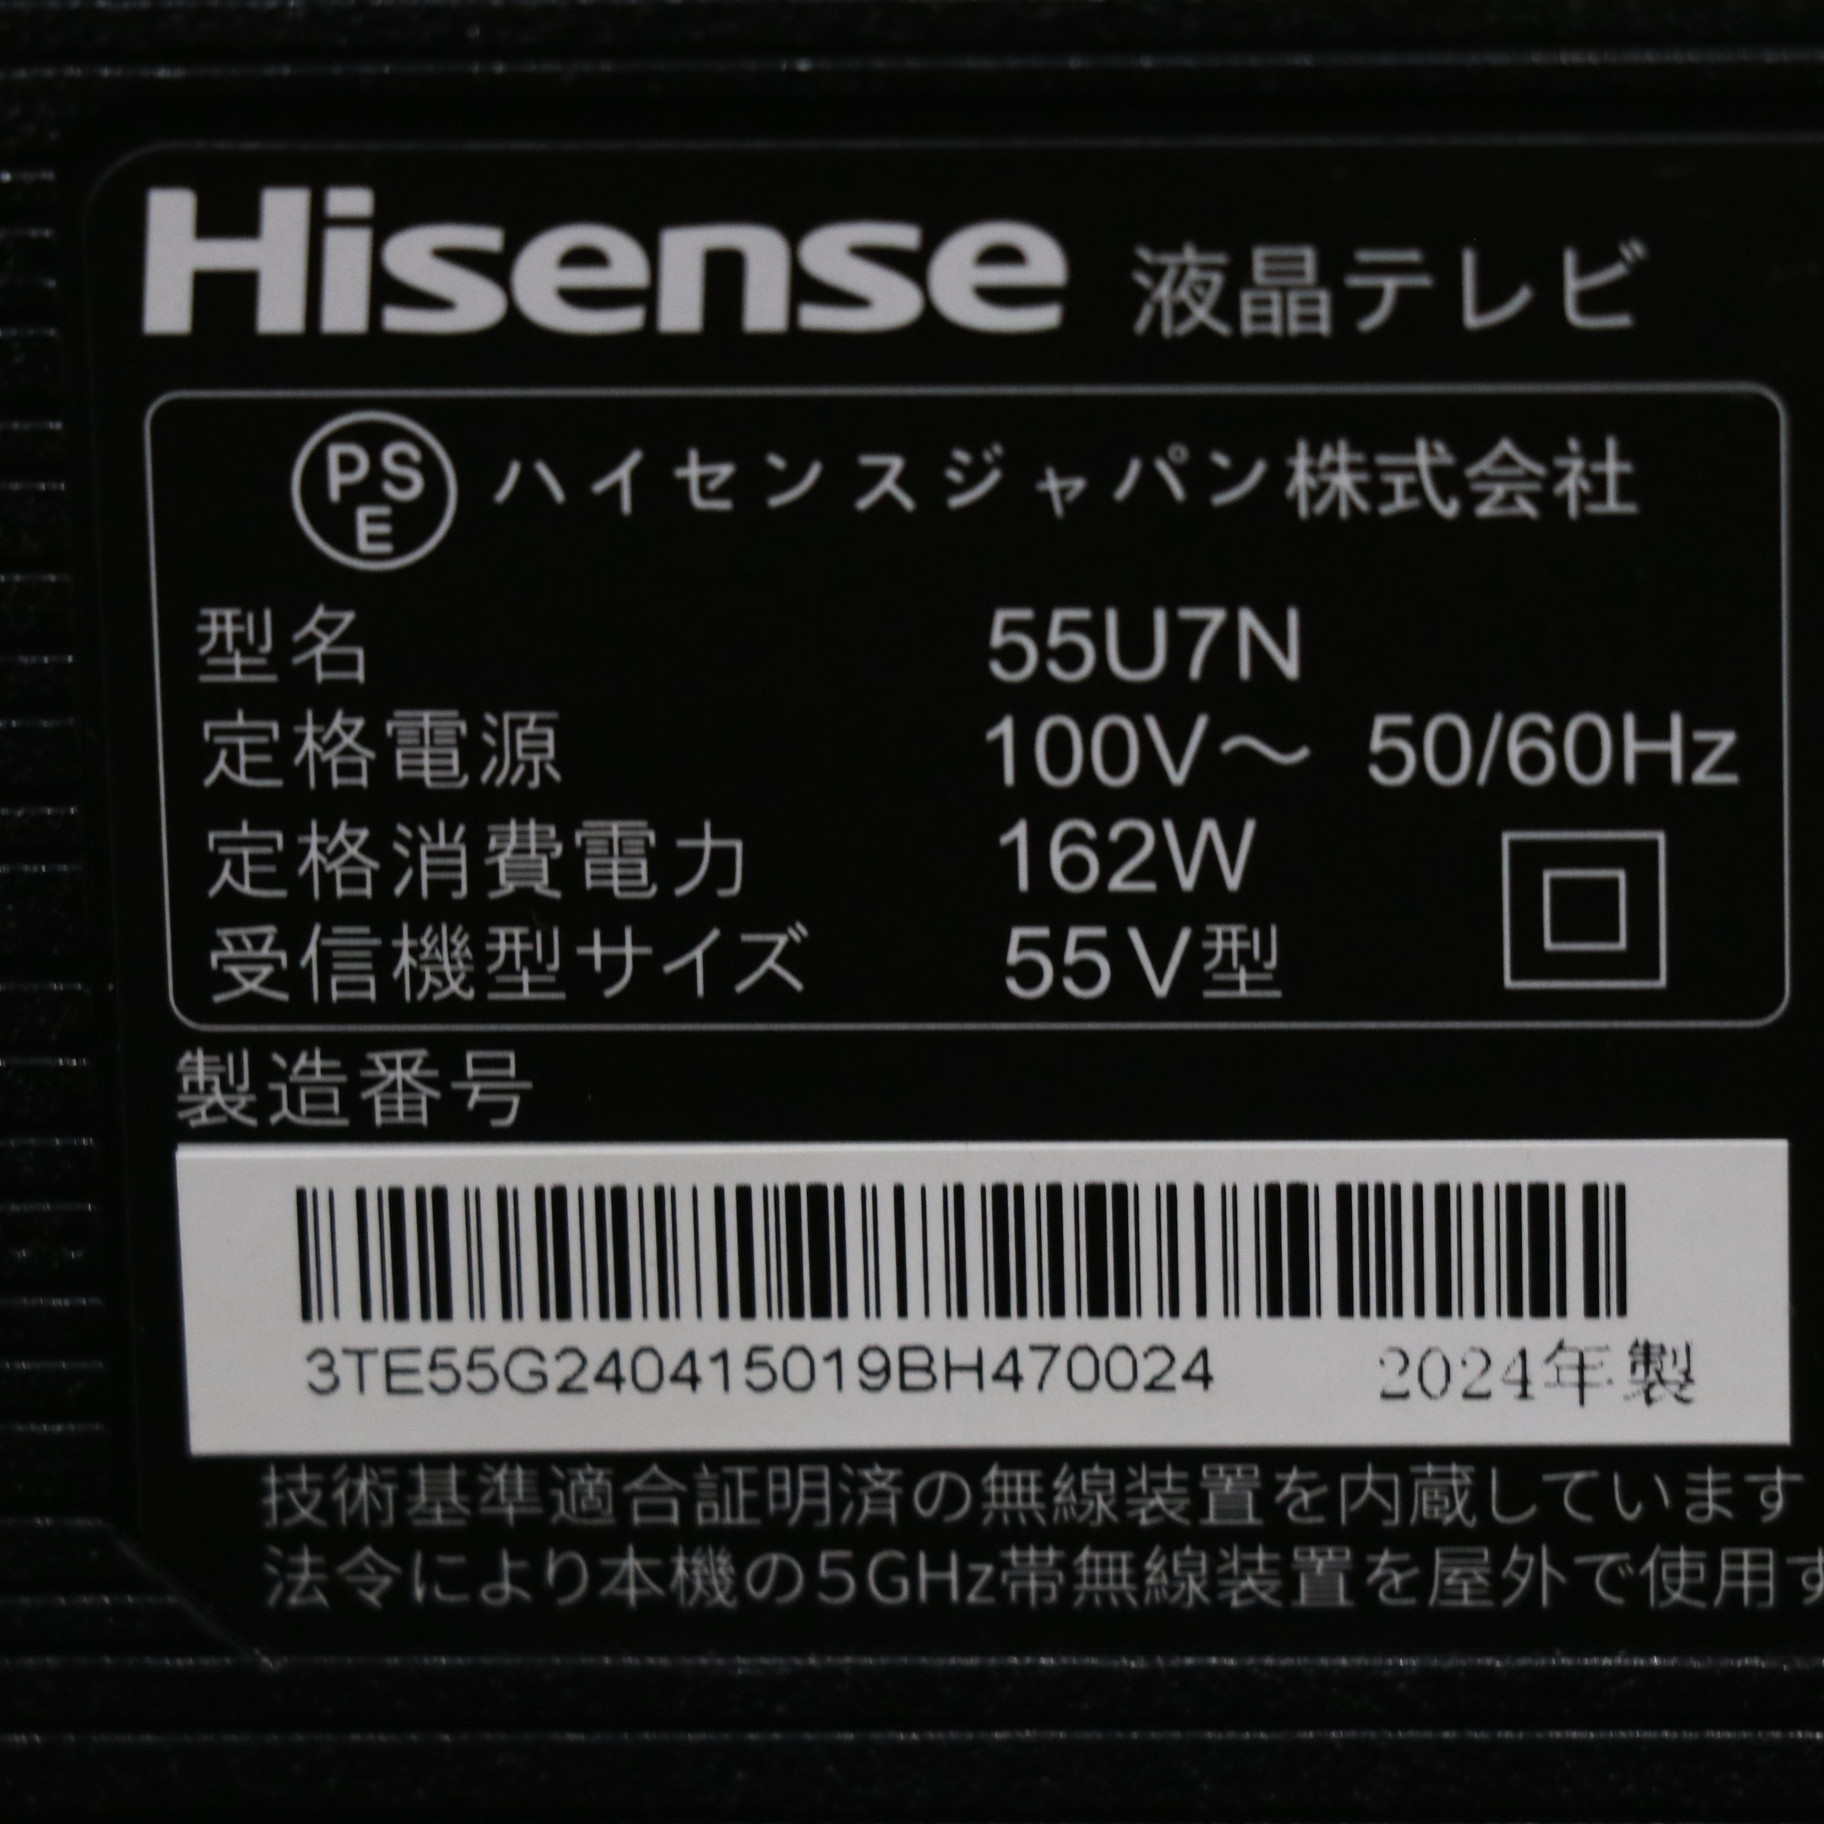 Hisense 液晶テレビ
PSE ハイセンスジャパン株式会社
型名 55U7N
定格電源 100V～ 50/60Hz
定格消費電力 162W
受信機型サイズ 55V型
製造番号
3TE55G240415019BH470024 2024年製
技術基準適合証明済の無線装置を内蔵しています
法令により本機の5GHz帯無線装置を屋外で使用す